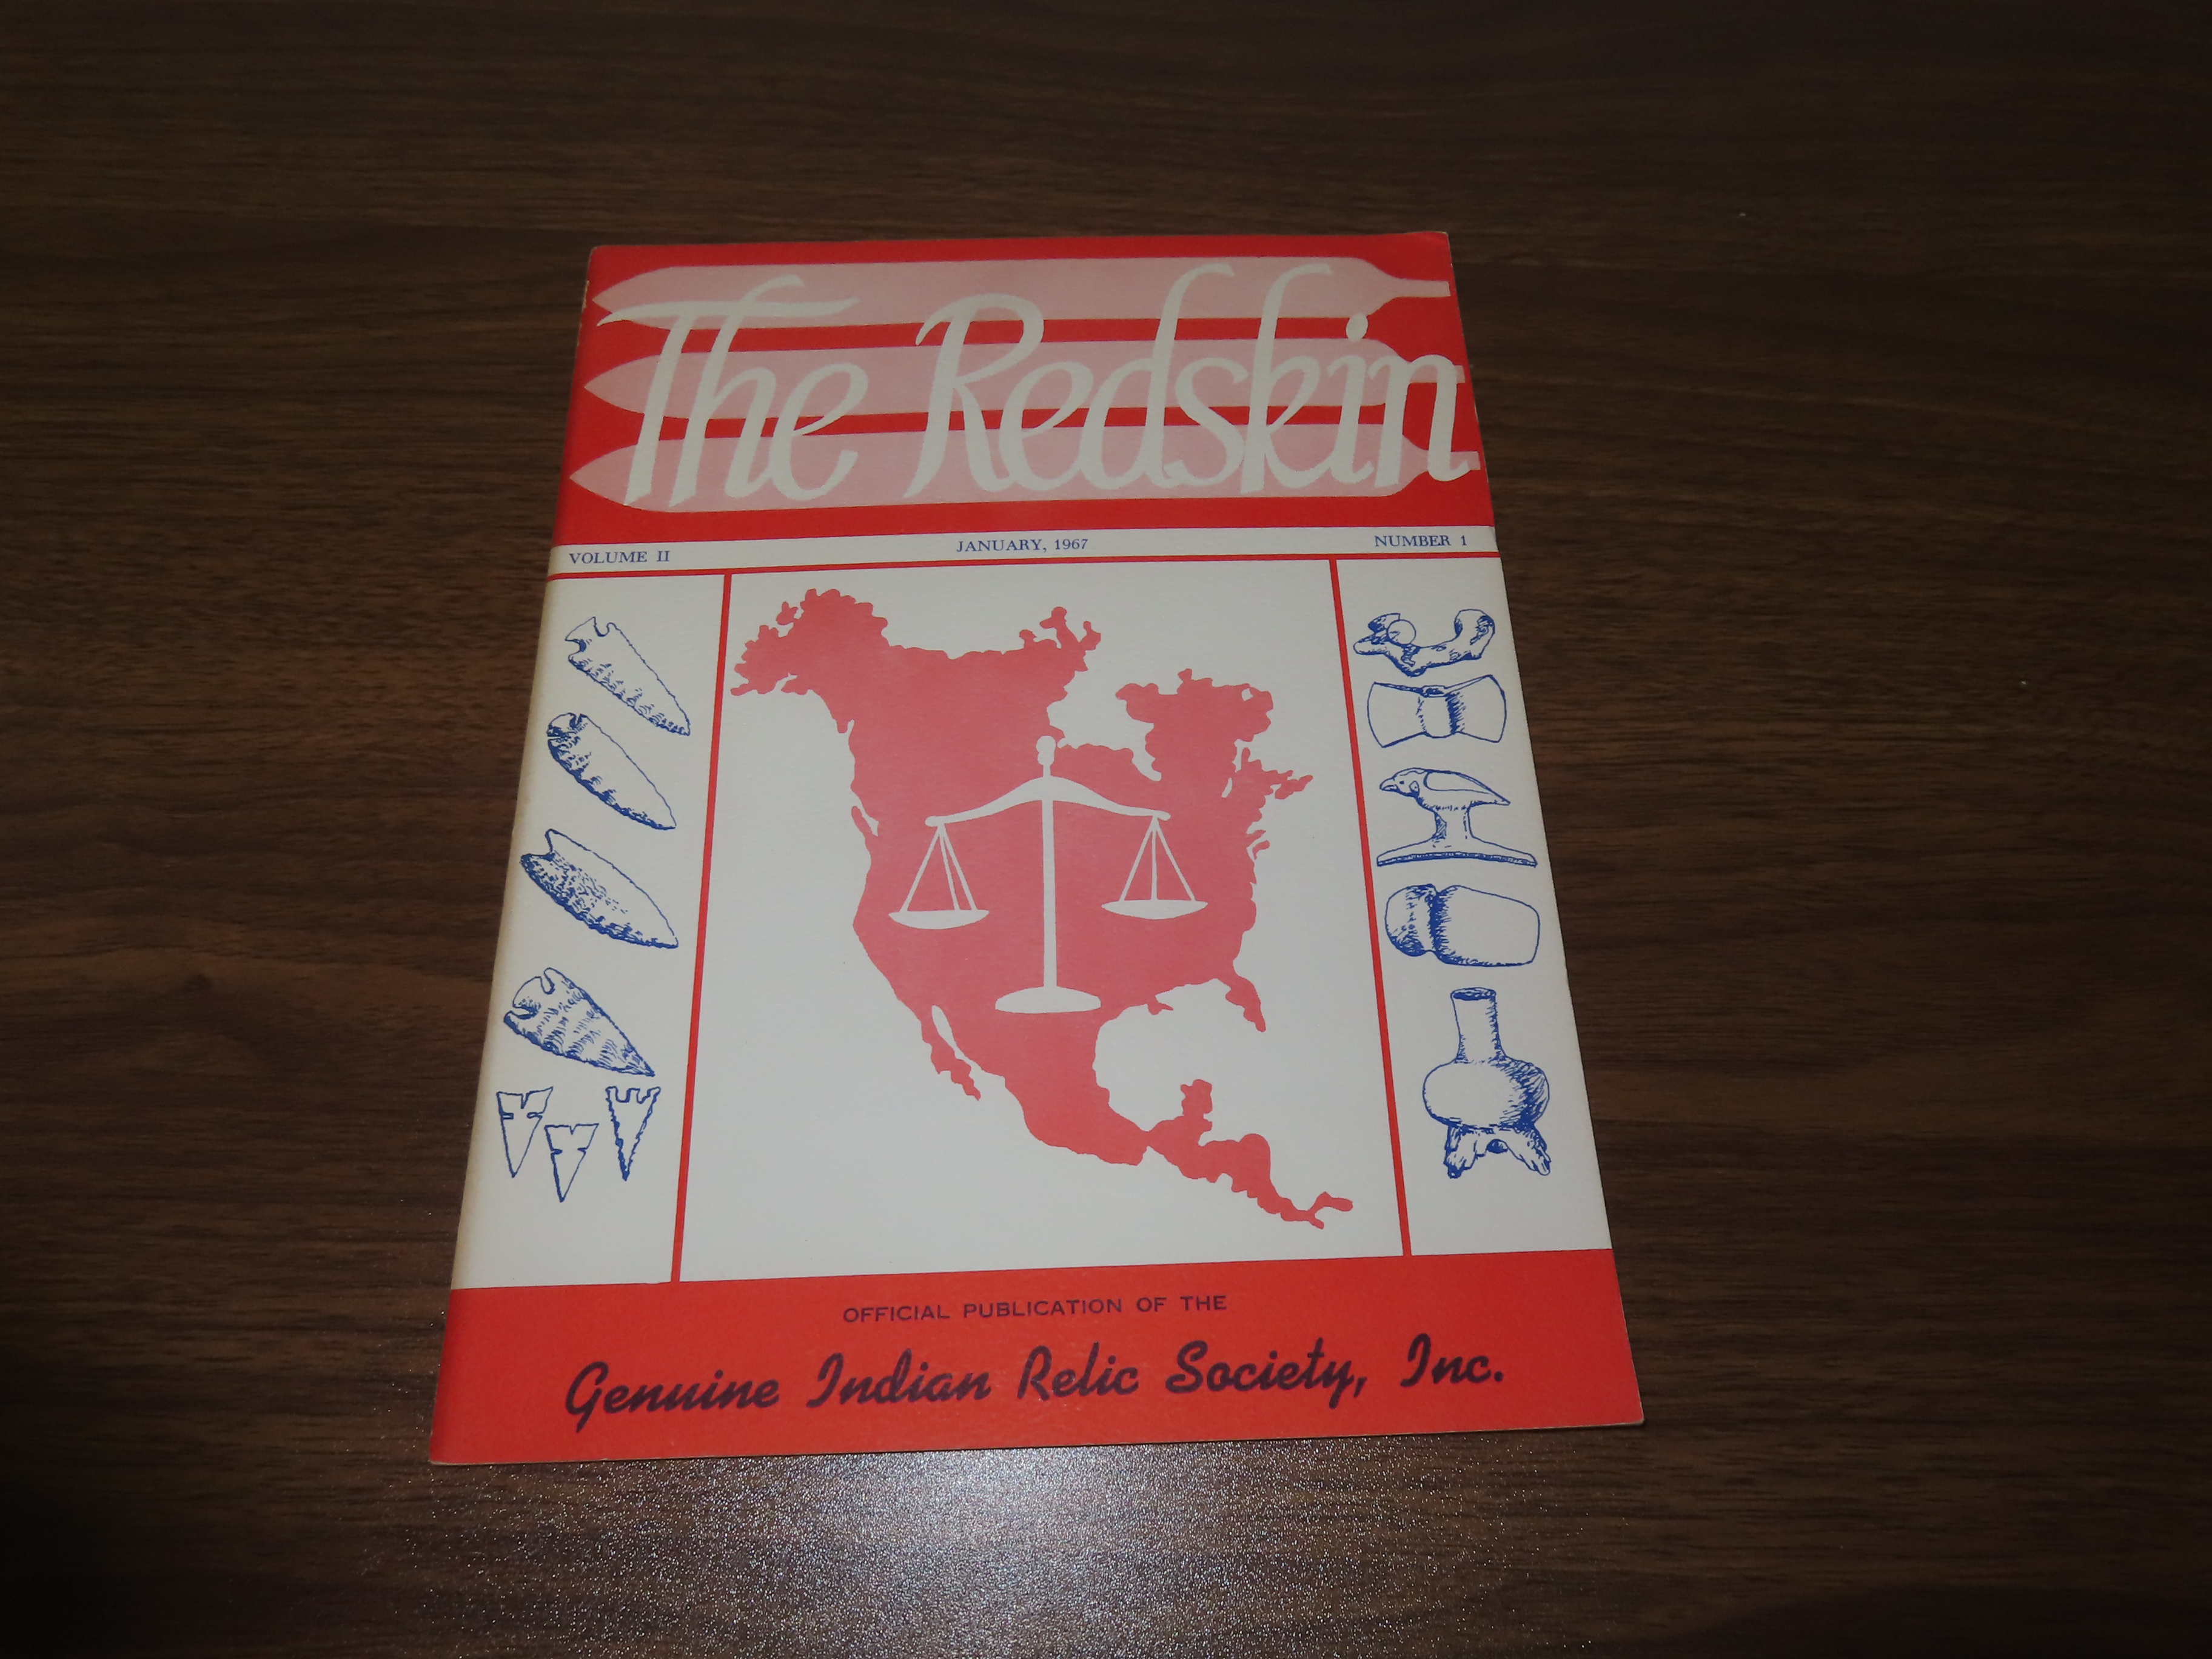 The Redskin
VOLUME II JANUARY, 1967 NUMBER 1
OFFICIAL PUBLICATION OF THE
Genuine Indian Relic Society, Inc.